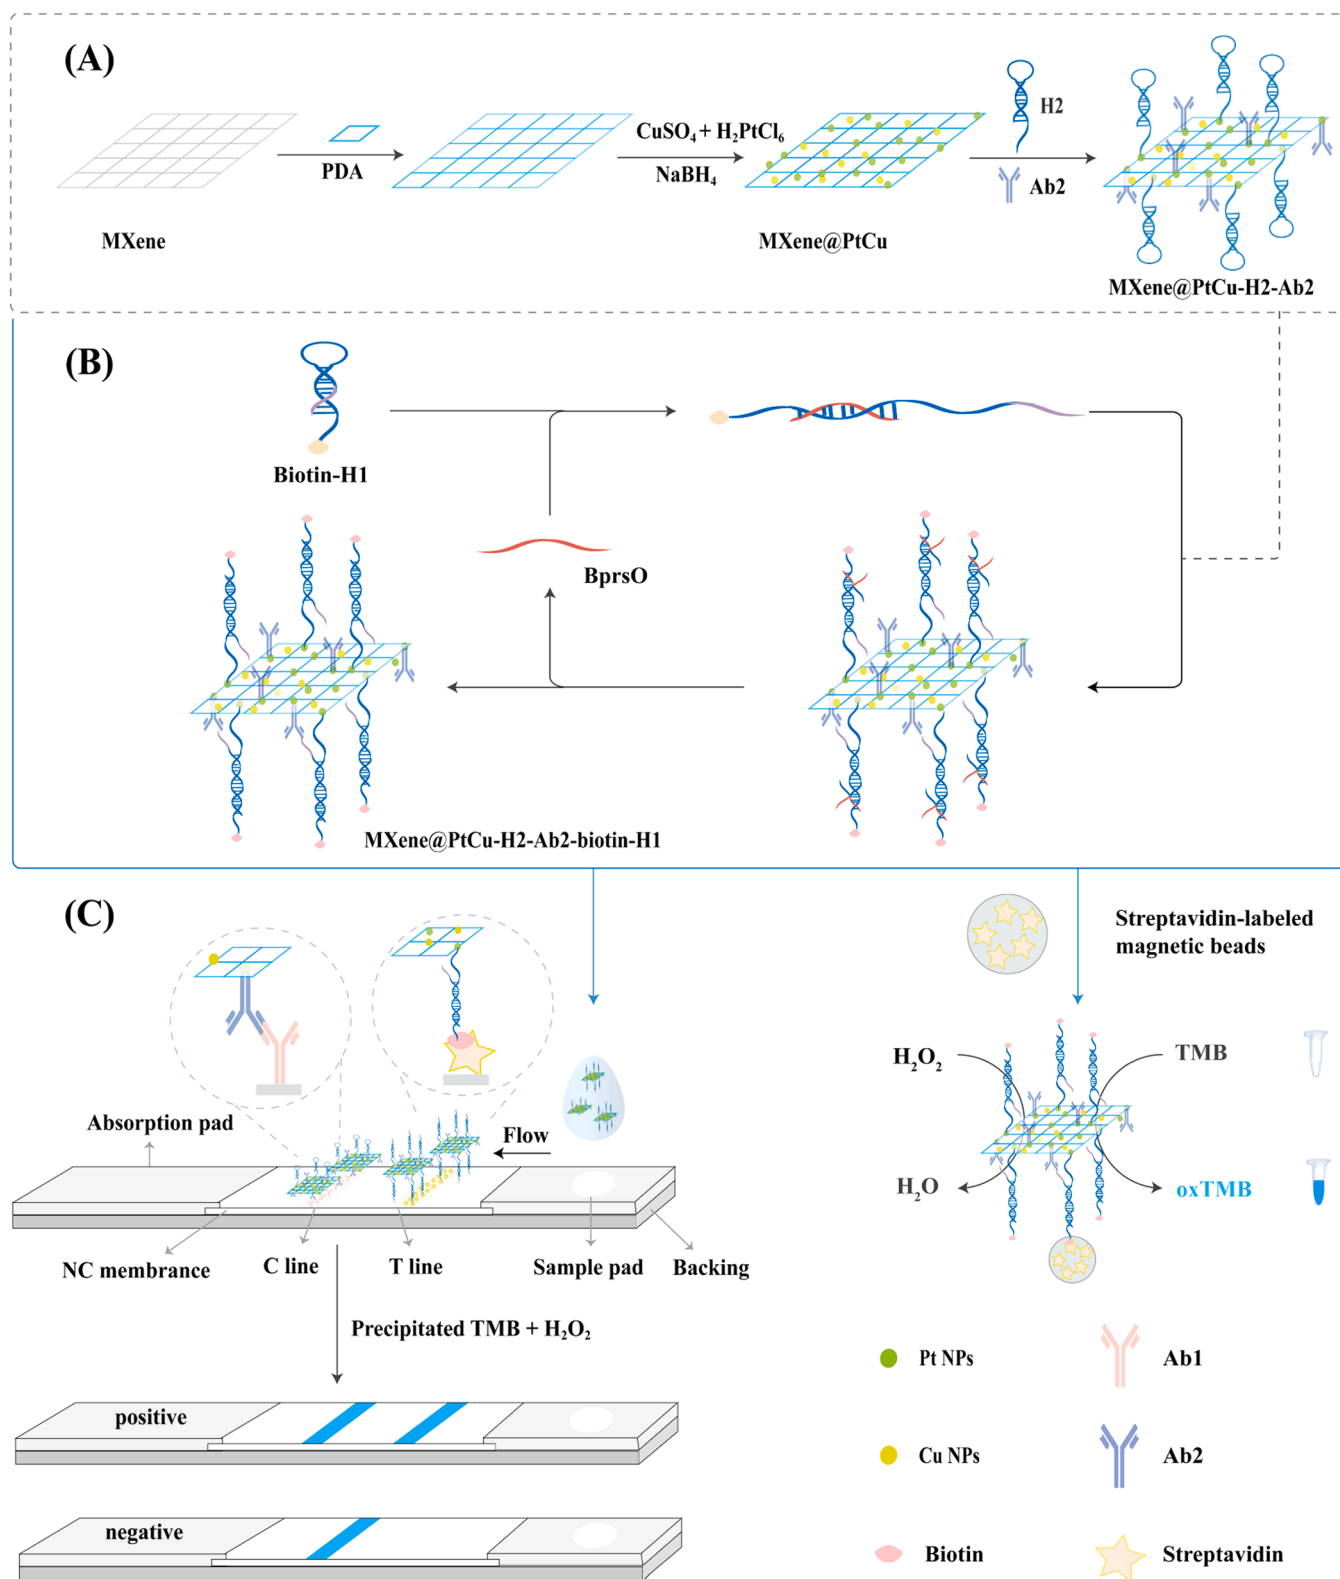 (A)
MXene
PDA
CuSO₄ + H₂PtCl₆
NaBH₄
MXene@PtCu
H2
Ab2
MXene@PtCu-H2-Ab2
(B)
Biotin-H1
BprsO
MXene@PtCu-H2-Ab2-biotin-H1
(C)
Absorption pad
Flow
NC membrance
C line
T line
Sample pad
Backing
Precipitated TMB + H₂O₂
positive
negative
Streptavidin-labeled
magnetic beads
H₂O₂
TMB
H₂O
oxTMB
Pt NPs
Ab1
Cu NPs
Ab2
Biotin
Streptavidin